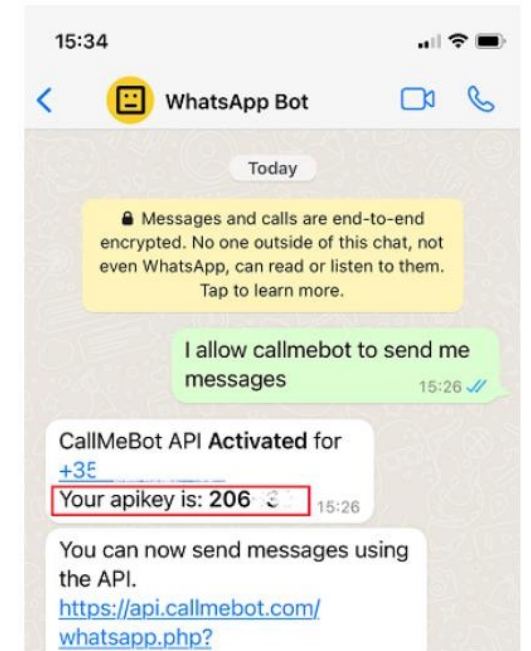 15:34
WhatsApp Bot
Today
Messages and calls are end-to-end
encrypted. No one outside of this chat, not
even WhatsApp, can read or listen to them.
Tap to learn more.
I allow callmebot to send me
messages
15:26
CallMeBot API Activated for
+35
Your apikey is: 206
15:26
You can now send messages using
the API.
https://api.callmebot.com/
whatsapp.php?